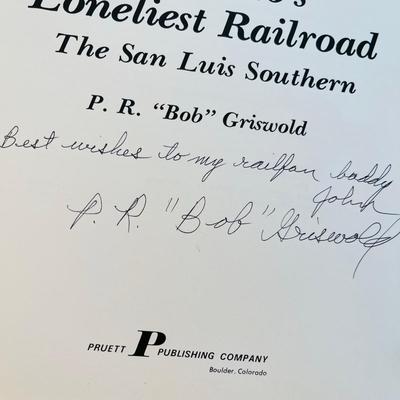 Loneliest Railroad
The San Luis Southern
P. R. "Bob" Griswold
Best wishes to my railfan buddy
John
P. R. "Bob" Griswold
PRUETT P PUBLISHING COMPANY
Boulder, Colorado